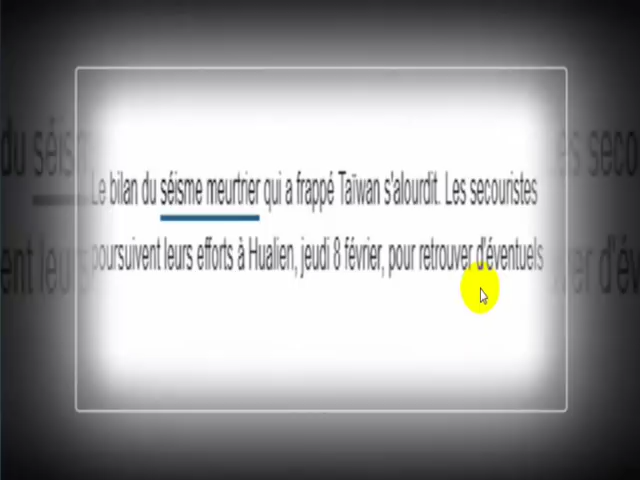 Le bilan du séisme meurtrier qui a frappé Taïwan s'alourdit. Les secouristes
poursuivent leurs efforts à Hualien, jeudi 8 février, pour retrouver d'éventuels